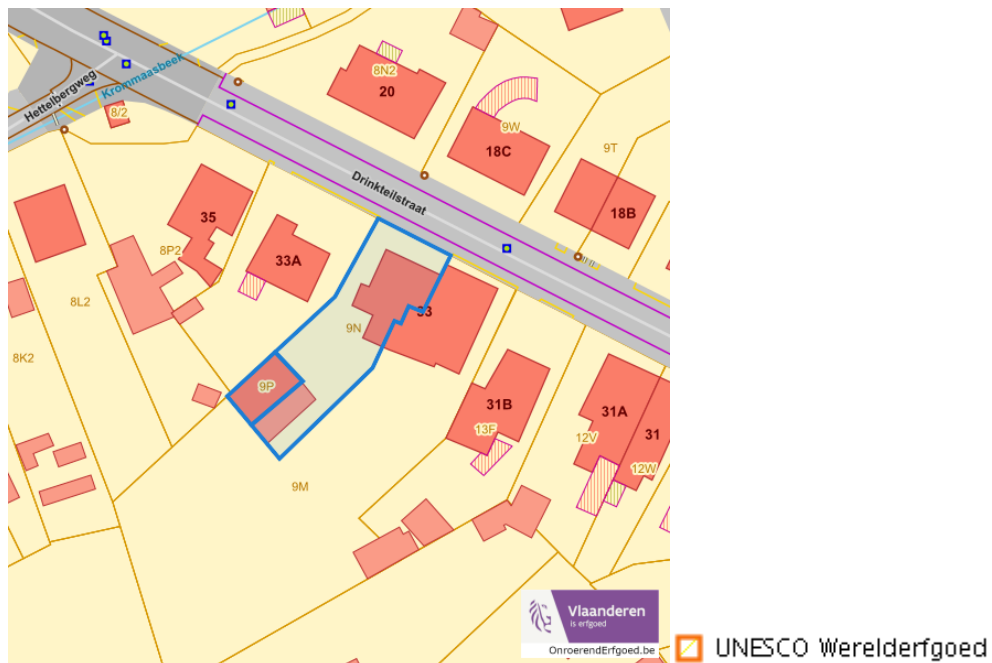 Krommaasbeek
Hettelbergweg
8/2
8N2
20
9W
18C
9T
18B
Drinkteilstraat
35
8P2
33A
8L2
9N
33
8K2
9P
31B
13F
31A
12V
31
12W
9M
Vlaanderen
is erfgoed
OnroerendErfgoed.be
UNESCO Werelderfgoed